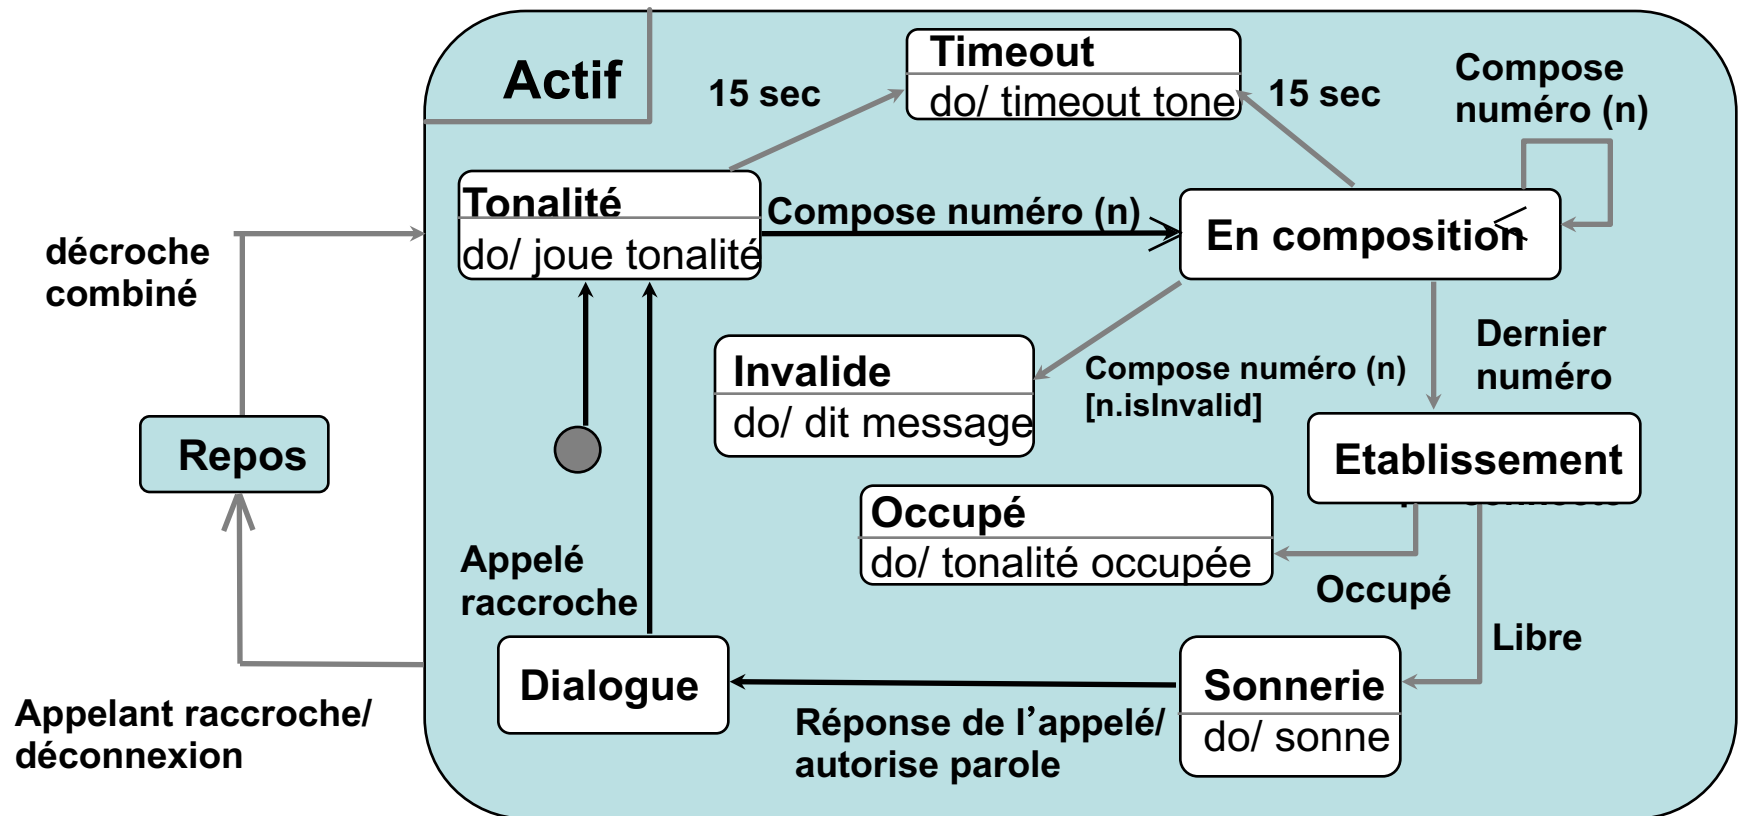 Actif
Timeout
do/ timeout tone
15 sec
15 sec
Compose
numéro (n)
Tonalité
do/ joue tonalité
Compose numéro (n)
En composition
décroche
combiné
Invalide
do/ dit message
Compose numéro (n)
[n.isInvalid]
Dernier
numéro
Repos
Etablissement
Occupé
do/ tonalité occupée
Occupé
Appelé
raccroche
Libre
Dialogue
Sonnerie
do/ sonne
Réponse de l’appelé/
autorise parole
Appelant raccroche/
déconnexion